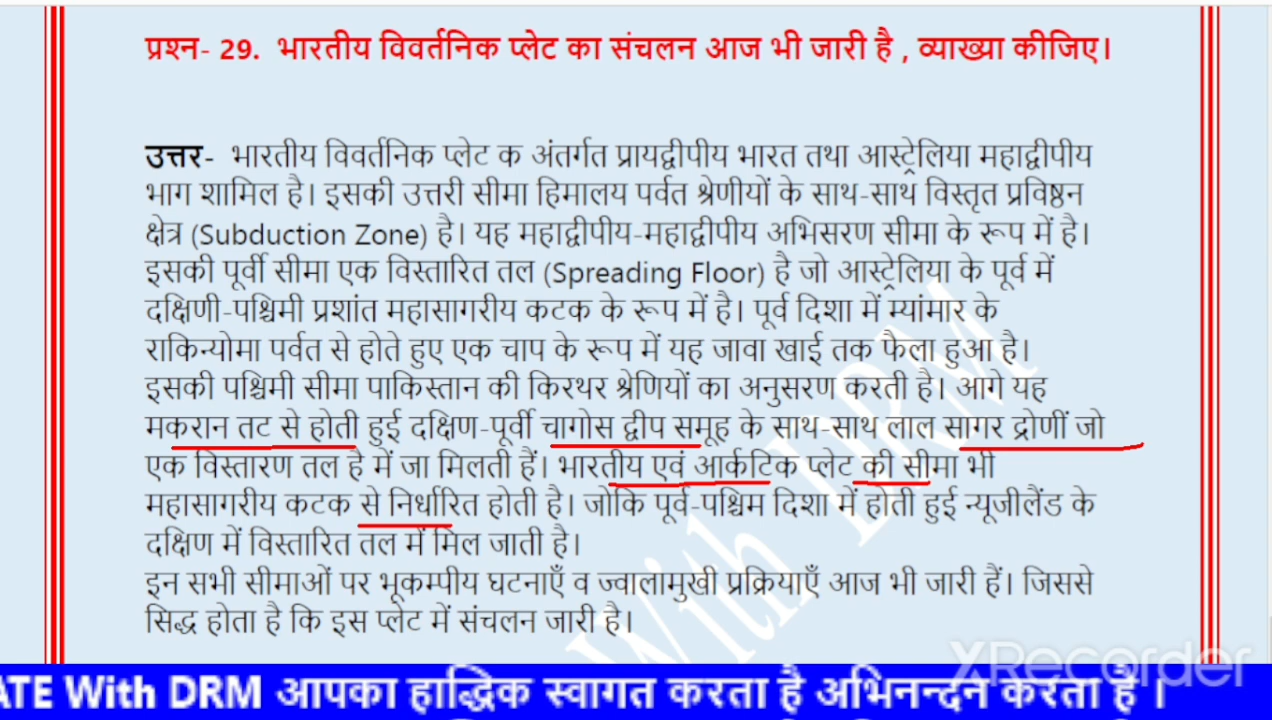 प्रश्न- 29. भारतीय विवर्तनिक प्लेट का संचलन आज भी जारी है , व्याख्या कीजिए।
उत्तर- भारतीय विवर्तनिक प्लेट क अंतर्गत प्रायद्वीपीय भारत तथा आस्ट्रेलिया महाद्वीपीय
भाग शामिल है। इसकी उत्तरी सीमा हिमालय पर्वत श्रेणीयों के साथ-साथ विस्तृत प्रविष्ठन
क्षेत्र (Subduction Zone) है। यह महाद्वीपीय-महाद्वीपीय अभिसरण सीमा के रूप में है।
इसकी पूर्वी सीमा एक विस्तारित तल (Spreading Floor) है जो आस्ट्रेलिया के पूर्व में
दक्षिणी-पश्चिमी प्रशांत महासागरीय कटक के रूप में है। पूर्व दिशा में म्यांमार के
राकिन्योमा पर्वत से होते हुए एक चाप के रूप में यह जावा खाई तक फैला हुआ है।
इसकी पश्चिमी सीमा पाकिस्तान की किरथर श्रेणियों का अनुसरण करती है। आगे यह
मकरान तट से होती हुई दक्षिण-पूर्वी चागोस द्वीप समूह के साथ-साथ लाल सागर द्रोणीं जो
एक विस्तारण तल है में जा मिलती हैं। भारतीय एवं आर्कटिक प्लेट की सीमा भी
महासागरीय कटक से निर्धारित होती है। जोकि पूर्व-पश्चिम दिशा में होती हुई न्यूजीलैंड के
दक्षिण में विस्तारित तल में मिल जाती है।
इन सभी सीमाओं पर भूकम्पीय घटनाएँ व ज्वालामुखी प्रक्रियाएँ आज भी जारी हैं। जिससे
सिद्ध होता है कि इस प्लेट में संचलन जारी है।
With DRM
XRecorder
ATE With DRM आपका हार्द्धिक स्वागत करता है अभिनन्दन करता है ।